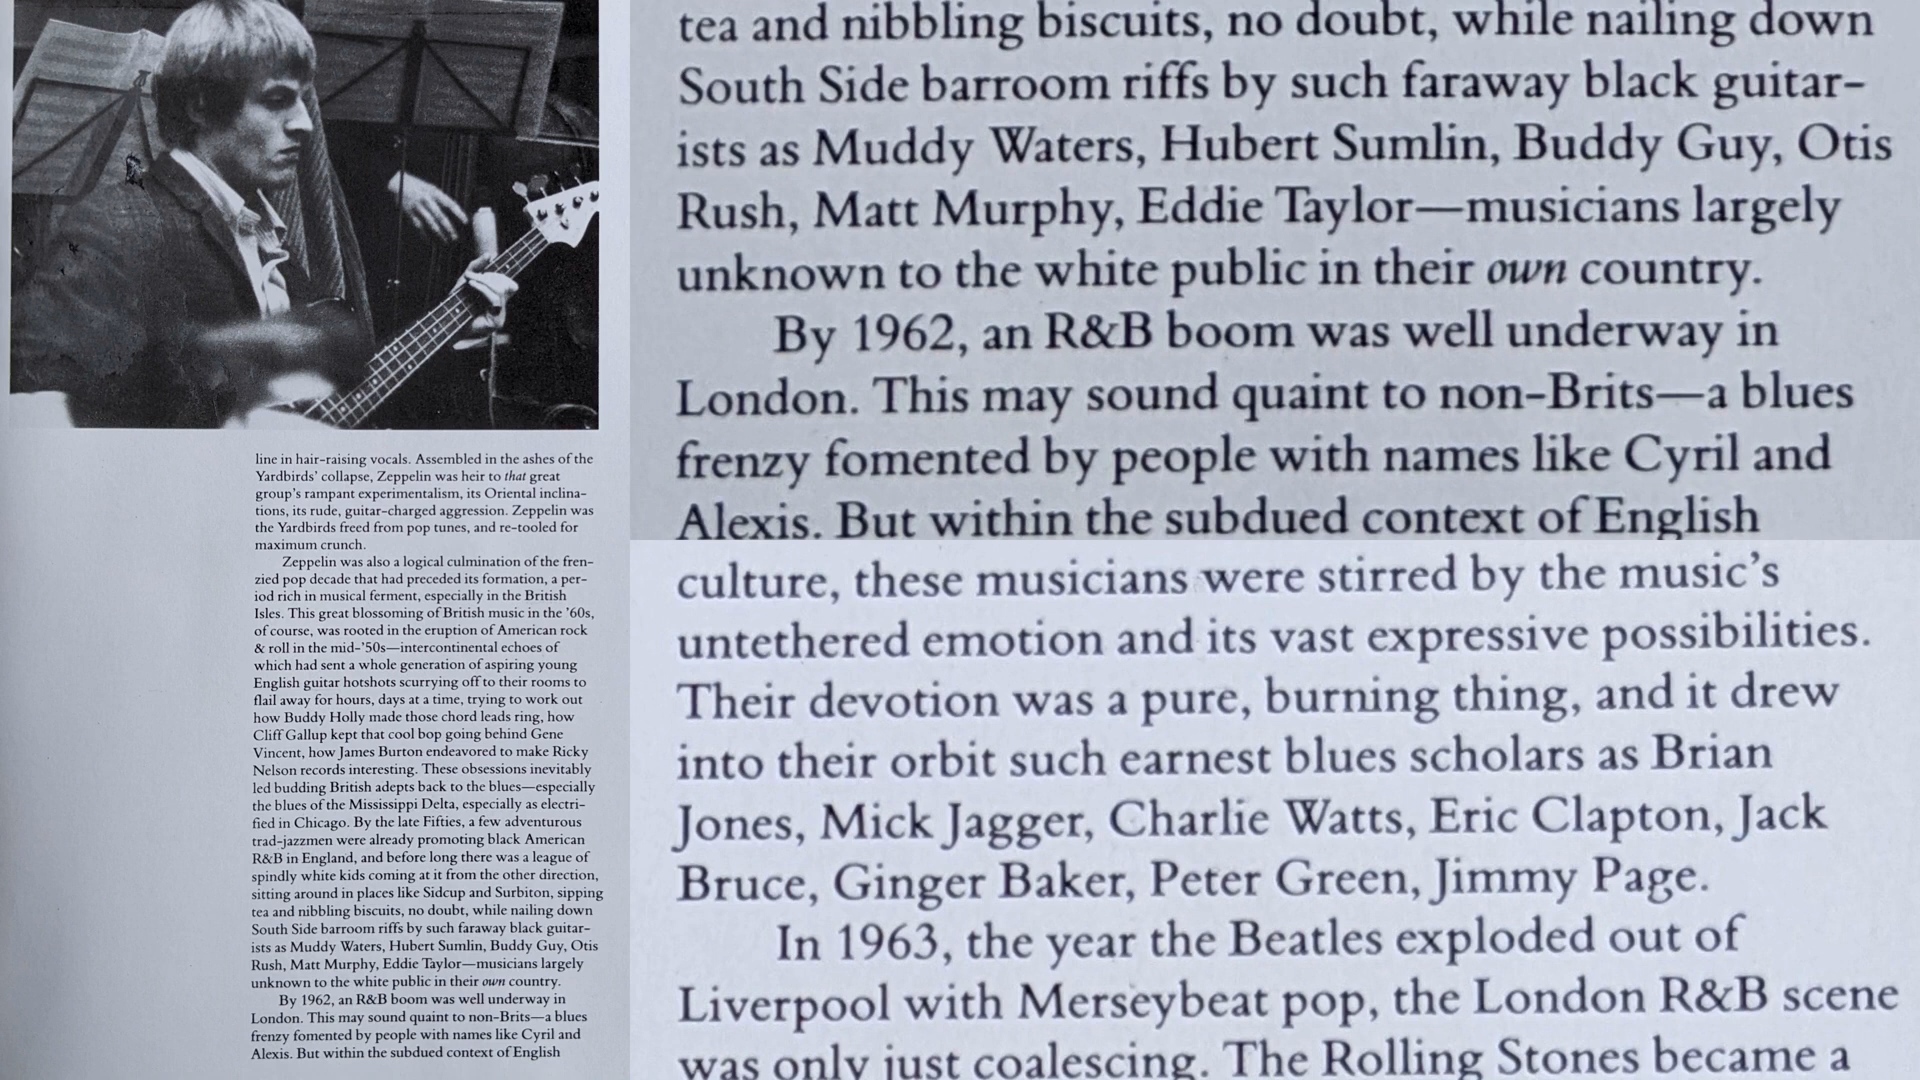 line in hair-raising vocals. Assembled in the ashes of the
Yardbirds' collapse, Zeppelin was heir to that great
group's rampant experimentalism, its Oriental inclina-
tions, its rude, guitar-charged aggression. Zeppelin was
the Yardbirds freed from pop tunes, and re-tooled for
maximum crunch.
Zeppelin was also a logical culmination of the fren-
zied pop decade that had preceded its formation, a per-
iod rich in musical ferment, especially in the British
Isles. This great blossoming of British music in the '60s,
of course, was rooted in the eruption of American rock
& roll in the mid-'50s—intercontinental echoes of
which had sent a whole generation of aspiring young
English guitar hotshots scurrying off to their rooms to
flail away for hours, days at a time, trying to work out
how Buddy Holly made those chord leads ring, how
Cliff Gallup kept that cool bop going behind Gene
Vincent, how James Burton endeavored to make Ricky
Nelson records interesting. These obsessions inevitably
led budding British adepts back to the blues—especially
the blues of the Mississippi Delta, especially as electri-
fied in Chicago. By the late Fifties, a few adventurous
trad-jazzmen were already promoting black American
R&B in England, and before long there was a league of
spindly white kids coming at it from the other direction,
sitting around in places like Sidcup and Surbiton, sipping
tea and nibbling biscuits, no doubt, while nailing down
South Side barroom riffs by such faraway black guitar-
ists as Muddy Waters, Hubert Sumlin, Buddy Guy, Otis
Rush, Matt Murphy, Eddie Taylor—musicians largely
unknown to the white public in their own country.
By 1962, an R&B boom was well underway in
London. This may sound quaint to non-Brits—a blues
frenzy fomented by people with names like Cyril and
Alexis. But within the subdued context of English
tea and nibbling biscuits, no doubt, while nailing down
South Side barroom riffs by such faraway black guitar-
ists as Muddy Waters, Hubert Sumlin, Buddy Guy, Otis
Rush, Matt Murphy, Eddie Taylor—musicians largely
unknown to the white public in their own country.
By 1962, an R&B boom was well underway in
London. This may sound quaint to non-Brits—a blues
frenzy fomented by people with names like Cyril and
Alexis. But within the subdued context of English
culture, these musicians were stirred by the music's
untethered emotion and its vast expressive possibilities.
Their devotion was a pure, burning thing, and it drew
into their orbit such earnest blues scholars as Brian
Jones, Mick Jagger, Charlie Watts, Eric Clapton, Jack
Bruce, Ginger Baker, Peter Green, Jimmy Page.
In 1963, the year the Beatles exploded out of
Liverpool with Merseybeat pop, the London R&B scene
was only just coalescing. The Rolling Stones became a